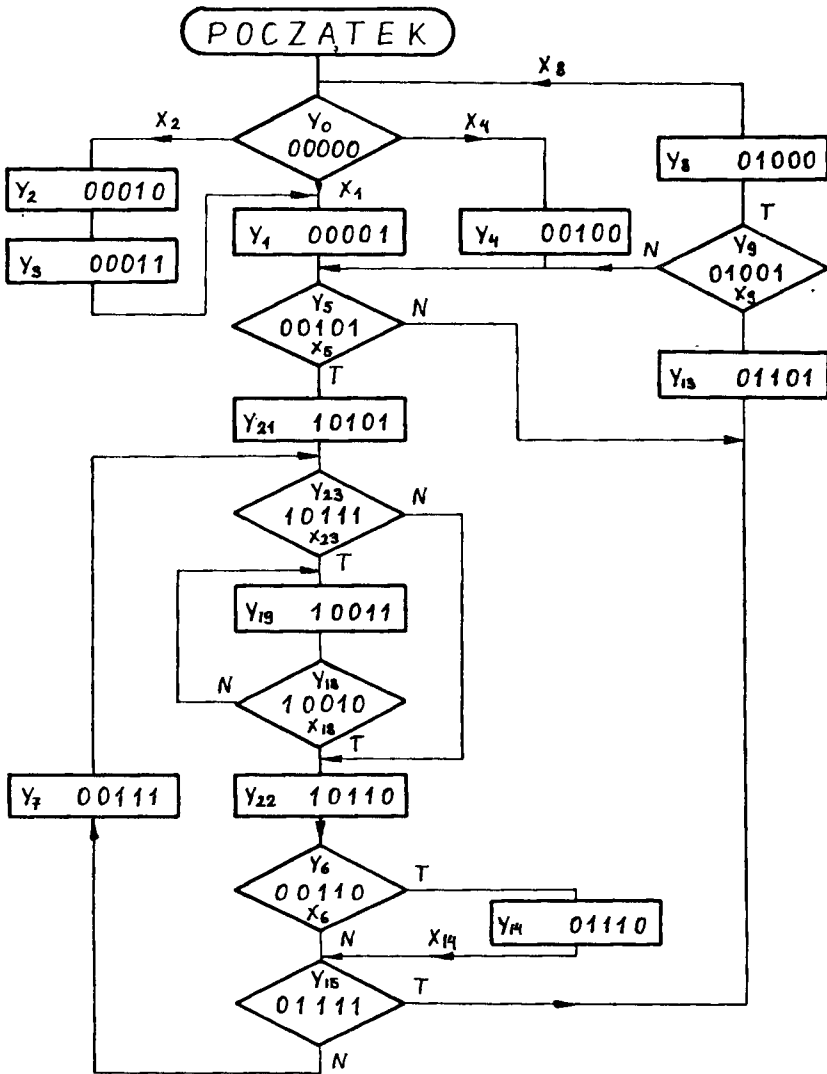 POCZĄTEK
X8
X2
Y0
00000
X4
X1
Y8 01000
Y2 00010
Y1 00001
Y4 00100
T
N
Y9
01001
X9
Y3 00011
Y5
00101
X5
N
T
Y13 01101
Y21 10101
Y23
10111
X23
N
T
Y19 10011
N
Y18
10010
X18
T
Y7 00111
Y22 10110
Y6
00110
X6
T
Y14 01110
N
X14
Y15
01111
T
N